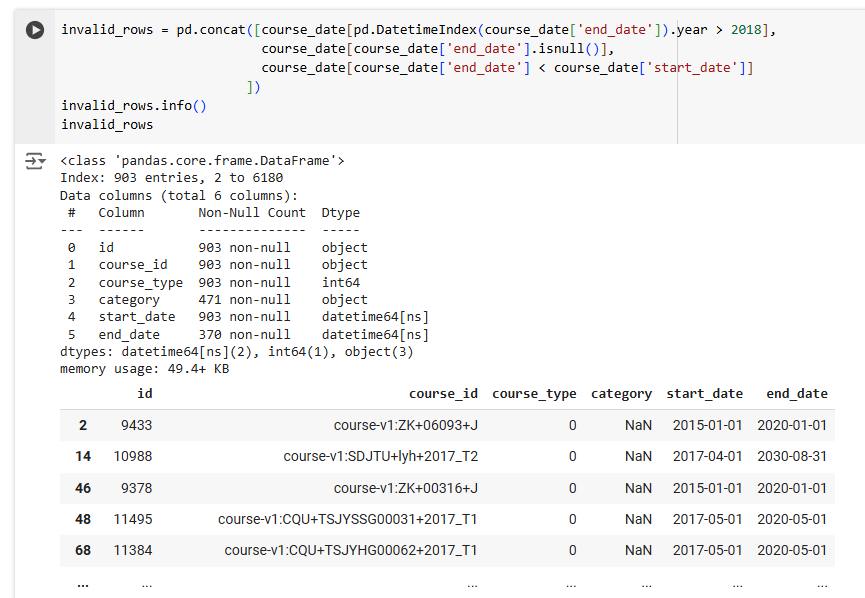 invalid_rows = pd.concat([course_date[pd.DatetimeIndex(course_date['end_date']).year > 2018],
                          course_date[course_date['end_date'].isnull()],
                          course_date[course_date['end_date'] < course_date['start_date']]
                        ])
invalid_rows.info()
invalid_rows
<class 'pandas.core.frame.DataFrame'>
Index: 903 entries, 2 to 6180
Data columns (total 6 columns):
 #   Column       Non-Null Count  Dtype
---  ------       --------------  -----
 0   id           903 non-null    object
 1   course_id    903 non-null    object
 2   course_type  903 non-null    int64
 3   category     471 non-null    object
 4   start_date   903 non-null    datetime64[ns]
 5   end_date     370 non-null    datetime64[ns]
dtypes: datetime64[ns](2), int64(1), object(3)
memory usage: 49.4+ KB
id course_id course_type category start_date end_date
2 9433 course-v1:ZK+06093+J 0 NaN 2015-01-01 2020-01-01
14 10988 course-v1:SDJTU+lyh+2017_T2 0 NaN 2017-04-01 2030-08-31
46 9378 course-v1:ZK+00316+J 0 NaN 2015-01-01 2020-01-01
48 11495 course-v1:CQU+TSJYSSG00031+2017_T1 0 NaN 2017-05-01 2020-05-01
68 11384 course-v1:CQU+TSJYHG00062+2017_T1 0 NaN 2017-05-01 2020-05-01
... ... ... ... ... ... ...